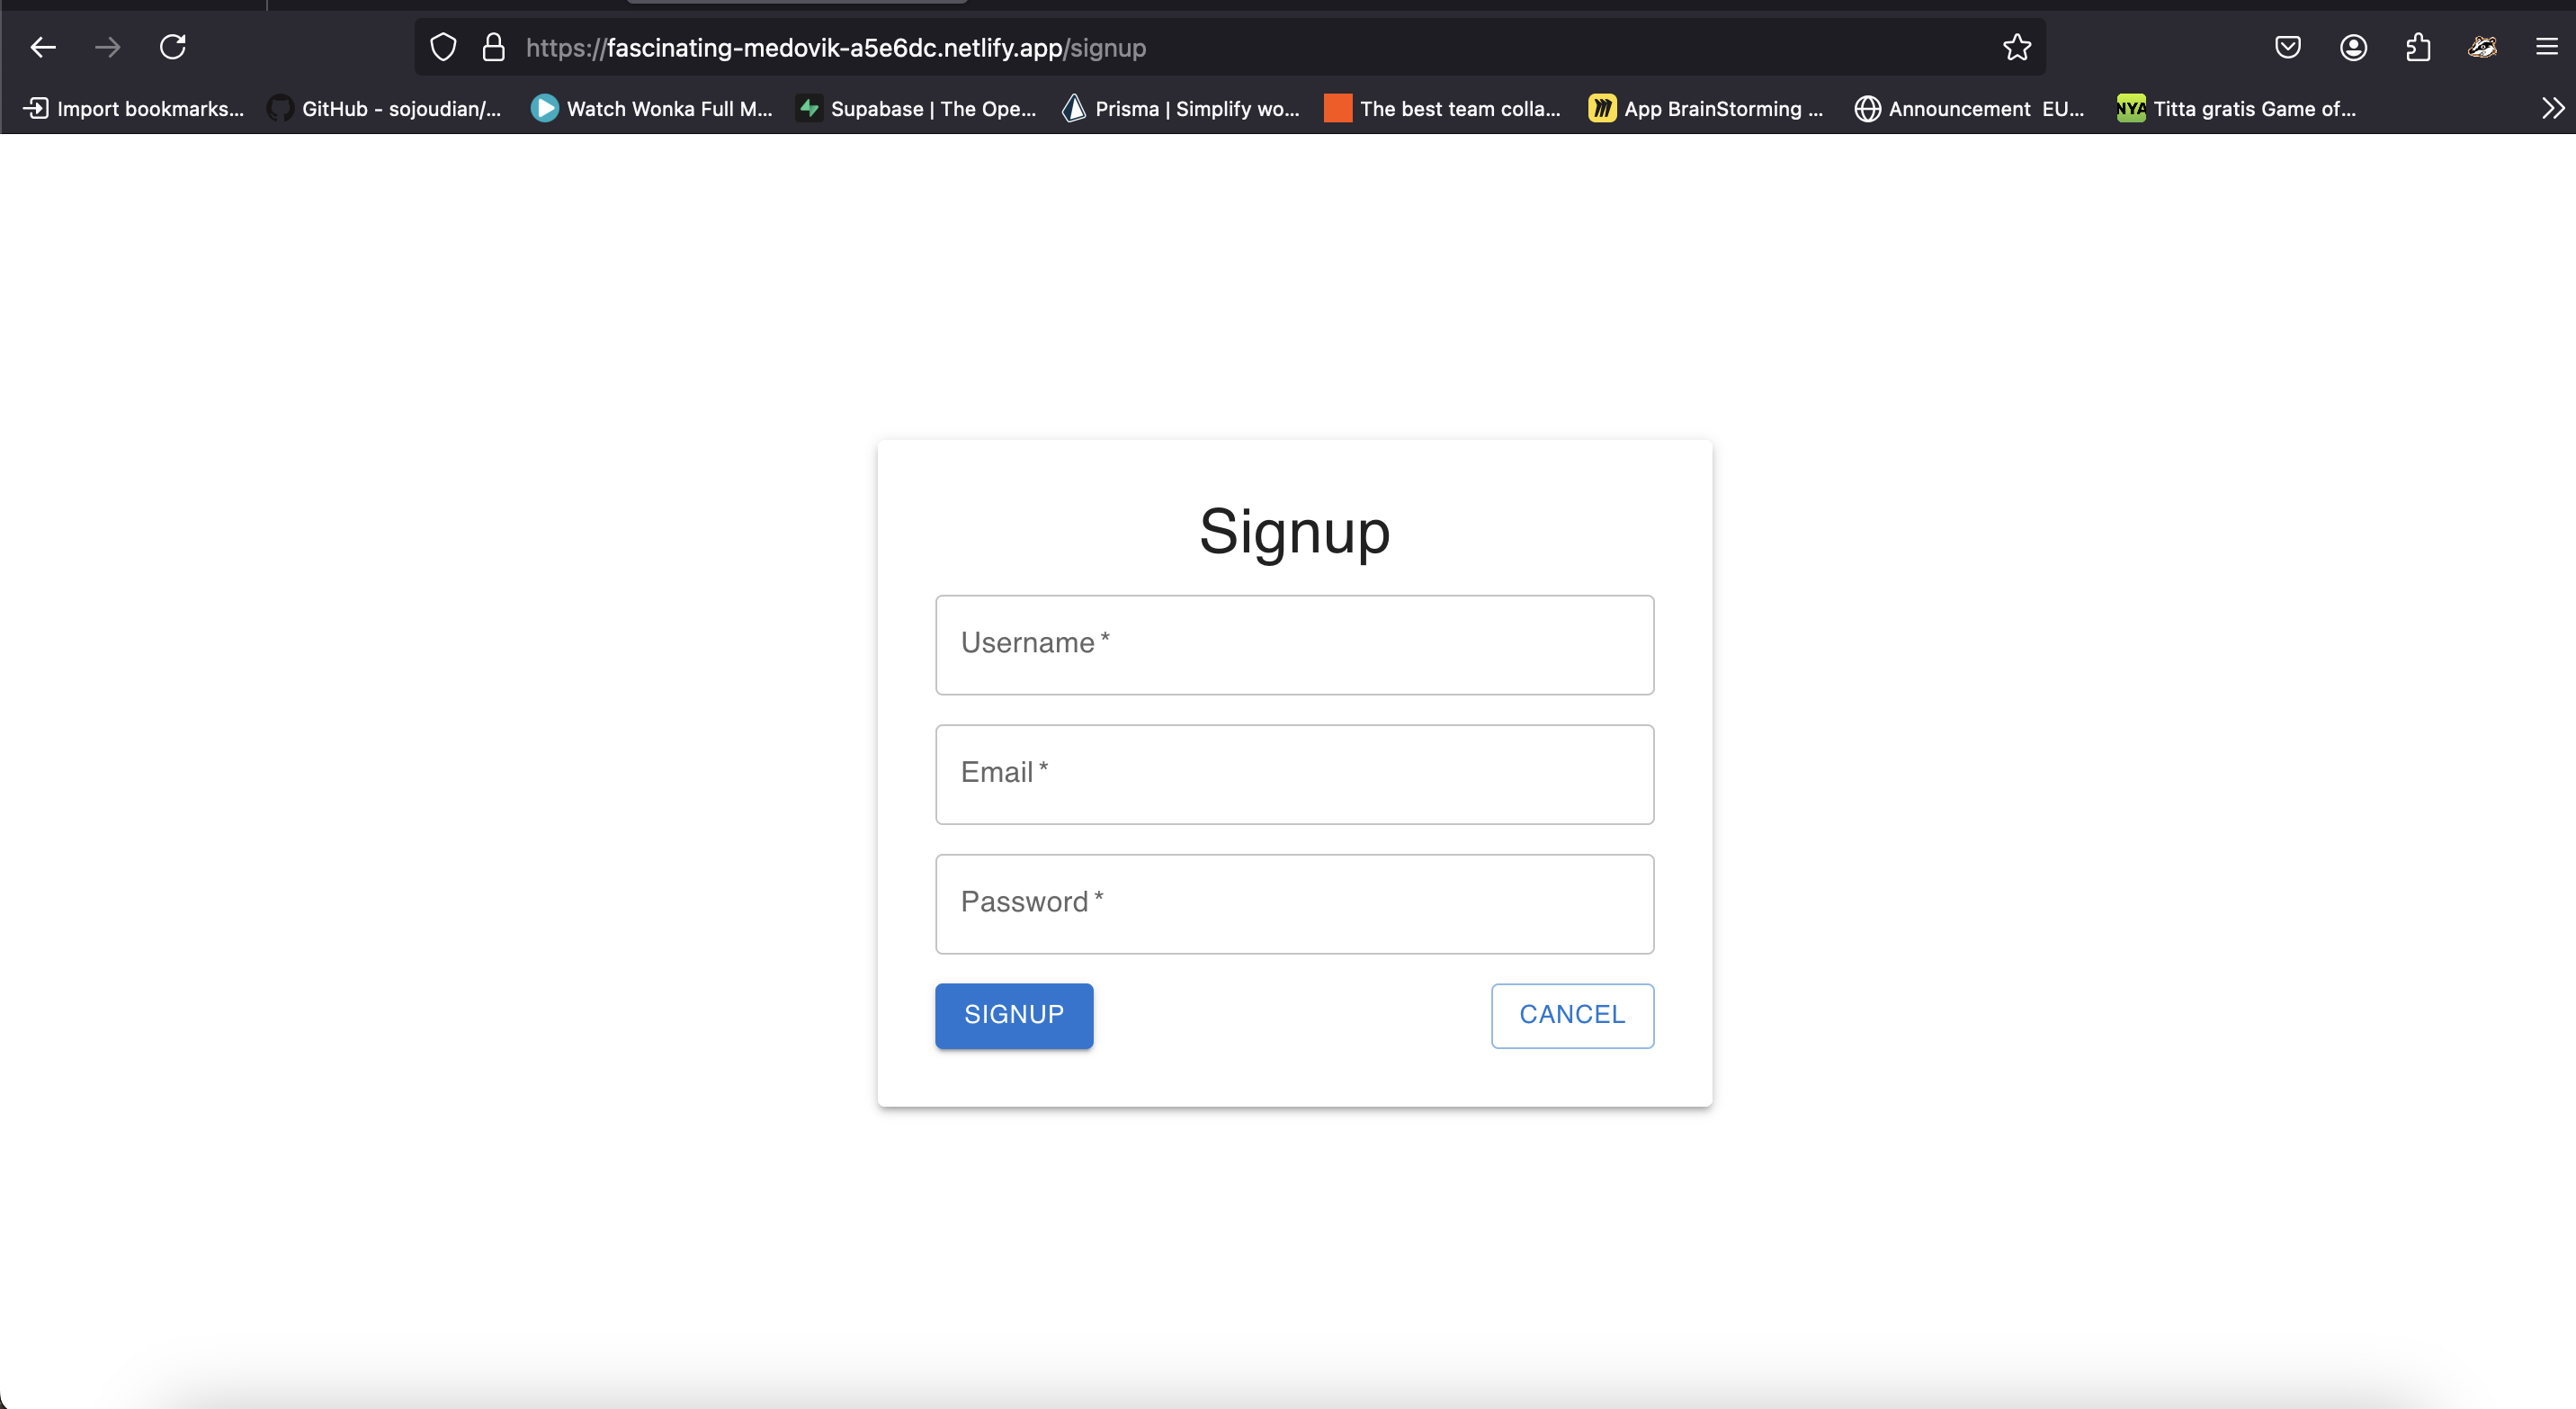 https://fascinating-medovik-a5e6dc.netlify.app/signup
Import bookmarks... GitHub - sojoudian/... Watch Wonka Full M... Supabase | The Ope... Prisma | Simplify wo... The best team colla... App BrainStorming ... Announcement EU... NYA Titta gratis Game of...
Signup
Username *
Email *
Password *
SIGNUP CANCEL